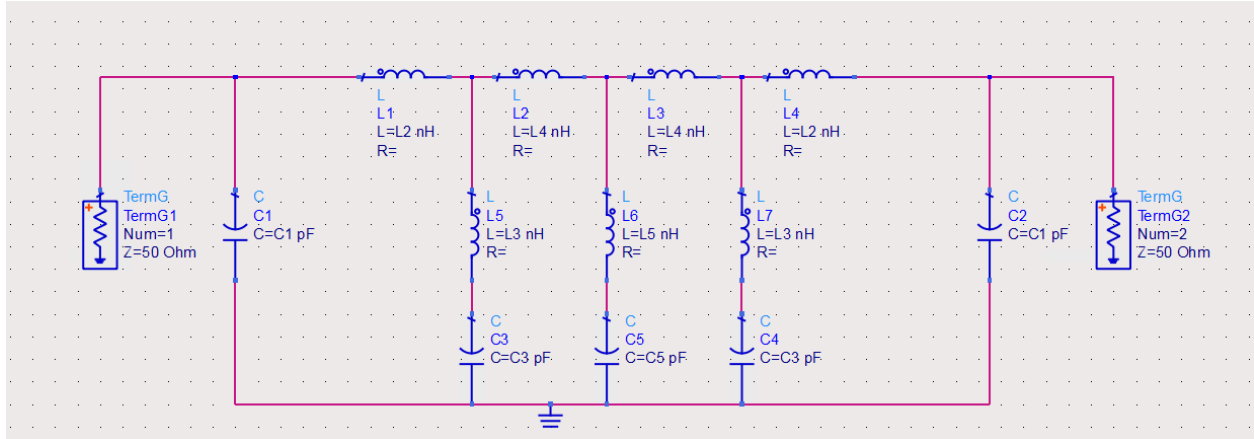 L
L1
L=L2 nH
R=
L
L2
L=L4 nH
R=
L
L3
L=L4 nH
R=
L
L4
L=L2 nH
R=
TermG
TermG1
Num=1
Z=50 Ohm
C
C1
C=C1 pF
L
L5
L=L3 nH
R=
L
L6
L=L5 nH
R=
L
L7
L=L3 nH
R=
C
C2
C=C1 pF
TermG
TermG2
Num=2
Z=50 Ohm
C
C3
C=C3 pF
C
C5
C=C5 pF
C
C4
C=C3 pF